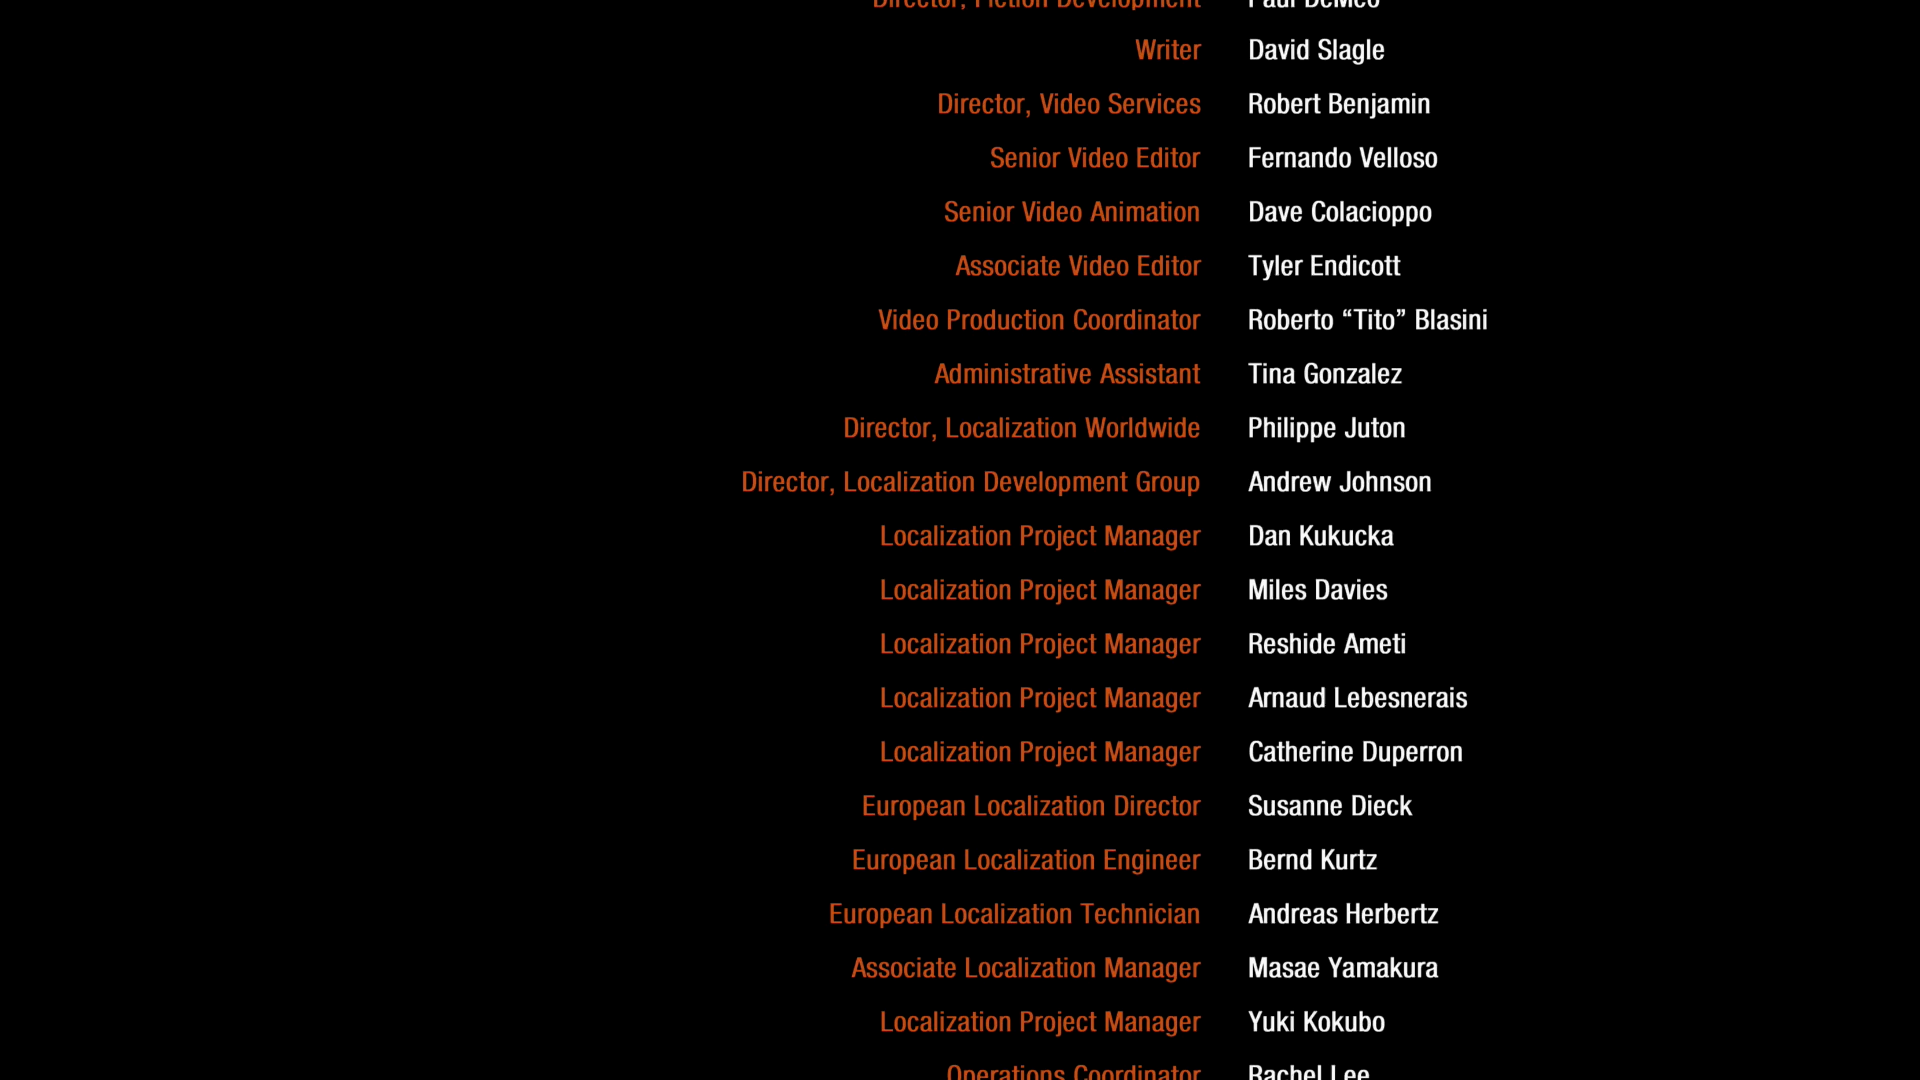 Director, Fiction Development Paul DeMeo
Writer David Slagle
Director, Video Services Robert Benjamin
Senior Video Editor Fernando Velloso
Senior Video Animation Dave Colacioppo
Associate Video Editor Tyler Endicott
Video Production Coordinator Roberto “Tito” Blasini
Administrative Assistant Tina Gonzalez
Director, Localization Worldwide Philippe Juton
Director, Localization Development Group Andrew Johnson
Localization Project Manager Dan Kukucka
Localization Project Manager Miles Davies
Localization Project Manager Reshide Ameti
Localization Project Manager Arnaud Lebesnerais
Localization Project Manager Catherine Duperron
European Localization Director Susanne Dieck
European Localization Engineer Bernd Kurtz
European Localization Technician Andreas Herbertz
Associate Localization Manager Masae Yamakura
Localization Project Manager Yuki Kokubo
Operations Coordinator Rachel Lee